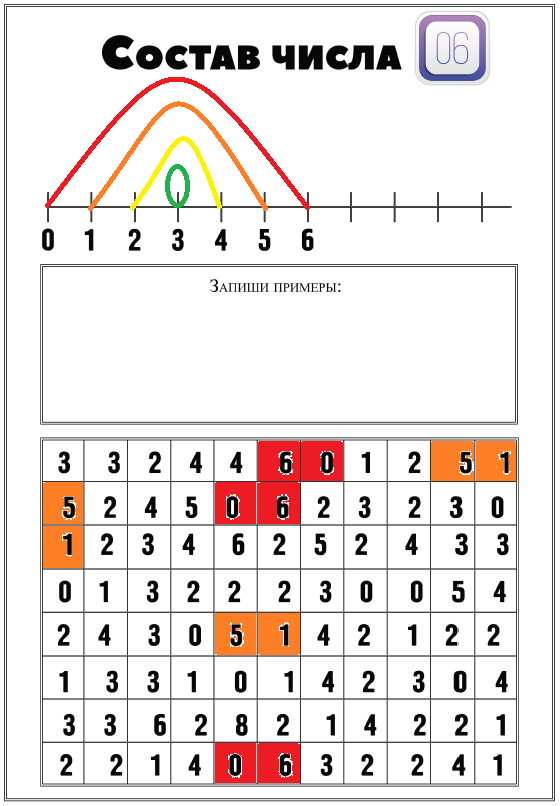 Состав числа 06
0 1 2 3 4 5 6
Запиши примеры:
3 3 2 4 4 6 0 1 2 5 1
5 2 4 5 0 6 2 3 2 3 0
1 2 3 4 6 2 5 2 4 3 3
0 1 3 2 2 2 3 0 0 5 4
2 4 3 0 5 1 4 2 1 2 2
1 3 3 1 0 1 4 2 3 0 4
3 3 6 2 8 2 1 4 2 2 1
2 2 1 4 0 6 3 2 2 4 1